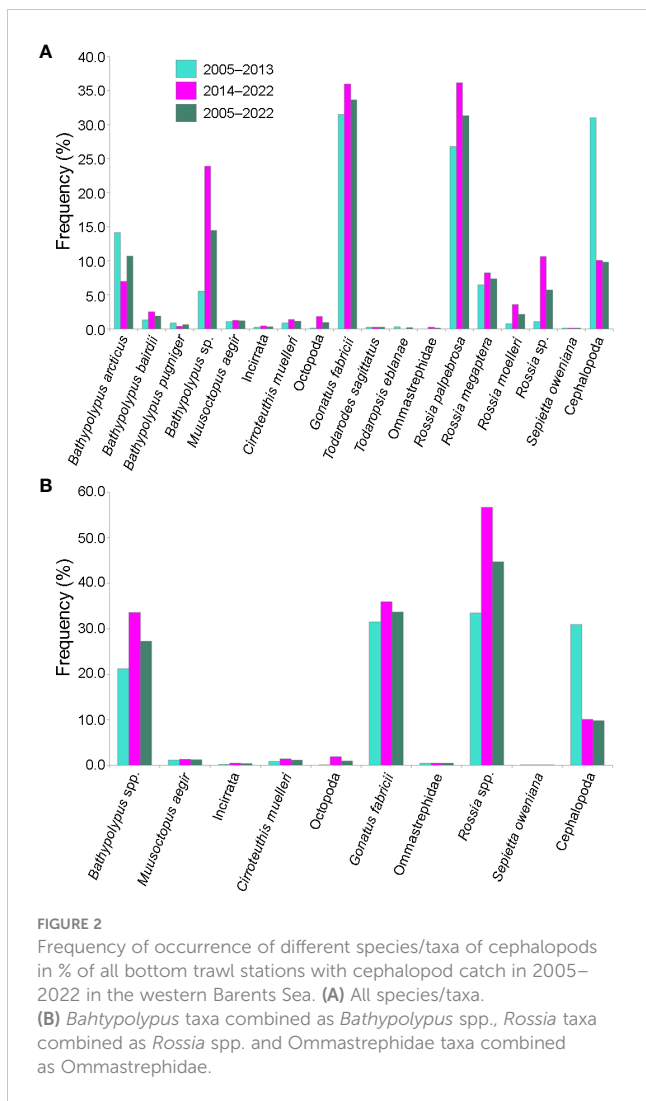 A
40.0
35.0
30.0
25.0
20.0
15.0
10.0
5.0
0.0
Frequency (%)
2005–2013
2014–2022
2005–2022
Bathypolypus arcticus
Bathypolypus bairdii
Bathypolypus pugniger
Bathypolypus sp.
Muusoctopus aegir
Incirrata
Cirroteuthis muelleri
Octopoda
Gonatus fabricii
Todarodes sagittatus
Todaropsis eblanae
Ommastrephidae
Rossia palpebrosa
Rossia megaptera
Rossia moelleri
Rossia sp.
Sepietta oweniana
Cephalopoda
B
60.0
50.0
40.0
30.0
20.0
10.0
0.0
Frequency (%)
Bathypolypus spp.
Muusoctopus aegir
Incirrata
Cirroteuthis muelleri
Octopoda
Gonatus fabricii
Ommastrephidae
Rossia spp.
Sepietta oweniana
Cephalopoda
FIGURE 2
Frequency of occurrence of different species/taxa of cephalopods
in % of all bottom trawl stations with cephalopod catch in 2005–
2022 in the western Barents Sea. (A) All species/taxa.
(B) Bahtypolypus taxa combined as Bathypolypus spp., Rossia taxa
combined as Rossia spp. and Ommastrephidae taxa combined
as Ommastrephidae.